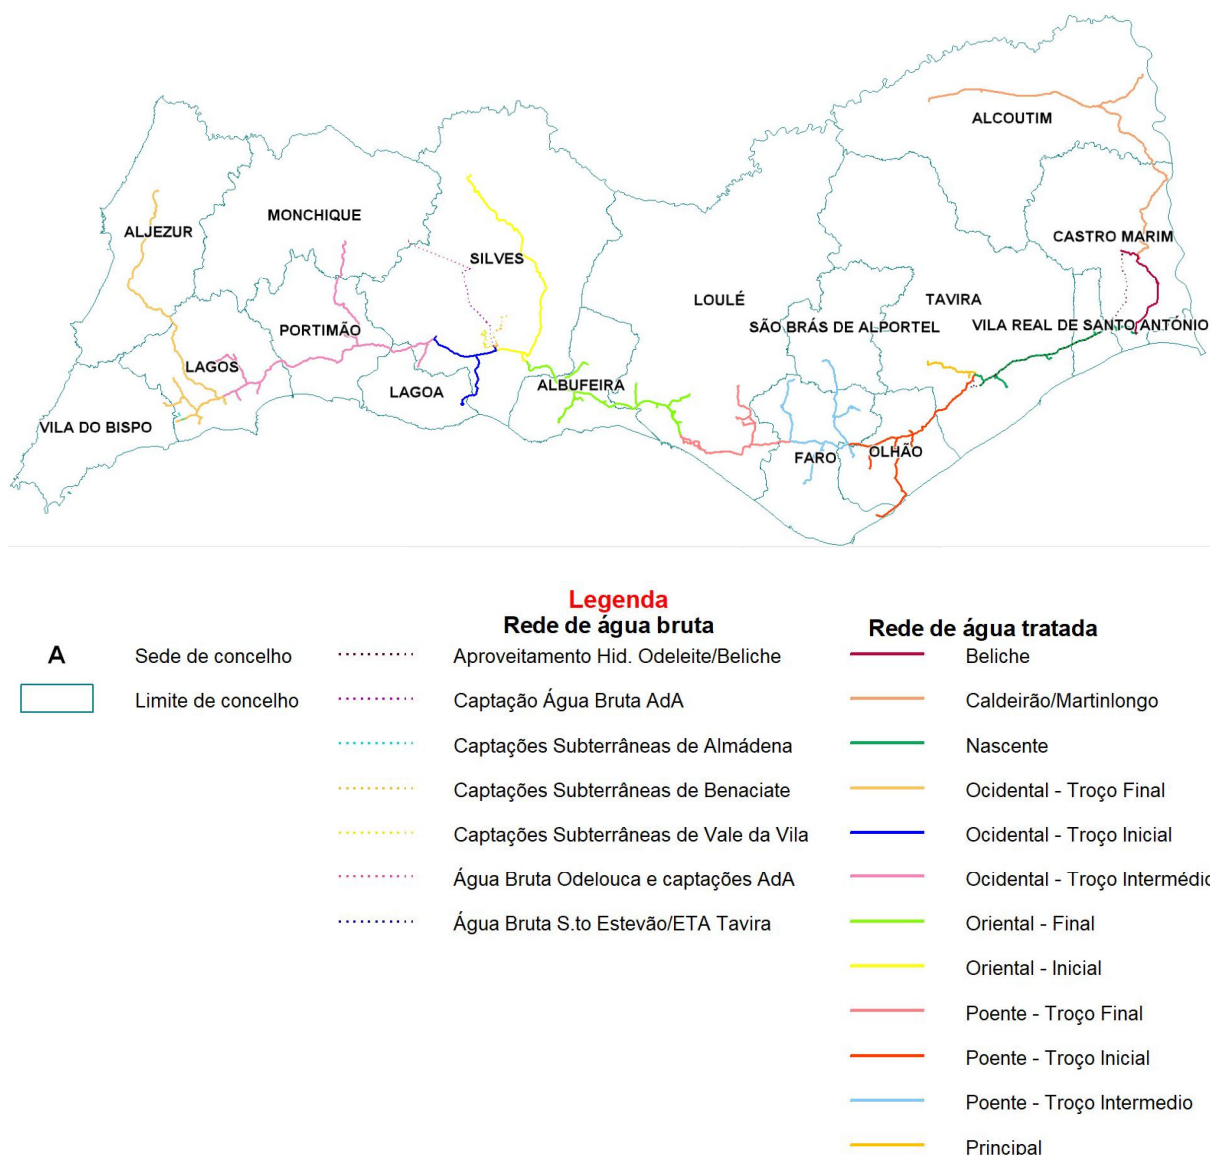 ALCOUTIM
MONCHIQUE
ALJEZUR
CASTRO MARIM
SILVES
LOULÉ
TAVIRA
PORTIMÃO
SÃO BRÁS DE ALPORTEL
VILA REAL DE SANTO ANTÓNIO
LAGOS
LAGOA
ALBUFEIRA
VILA DO BISPO
FARO
OLHÃO
Legenda
Rede de água bruta
Rede de água tratada
A
Sede de concelho
Limite de concelho
Aproveitamento Hid. Odeleite/Beliche
Captação Água Bruta AdA
Captações Subterrâneas de Almádena
Captações Subterrâneas de Benaciate
Captações Subterrâneas de Vale da Vila
Água Bruta Odelouca e captações AdA
Água Bruta S.to Estevão/ETA Tavira
Beliche
Caldeirão/Martinlongo
Nascente
Ocidental - Troço Final
Ocidental - Troço Inicial
Ocidental - Troço Intermédio
Oriental - Final
Oriental - Inicial
Poente - Troço Final
Poente - Troço Inicial
Poente - Troço Intermedio
Principal